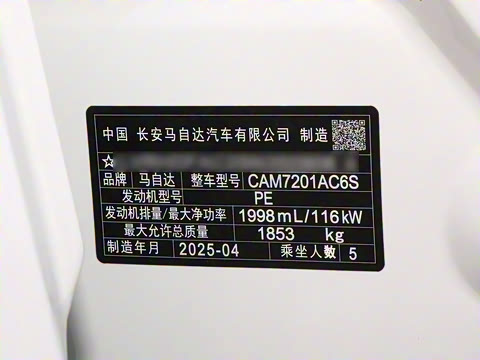 中国 长安马自达汽车有限公司 制造
☆
品牌 马自达 整车型号 CAM7201AC6S
发动机型号 PE
发动机排量/最大净功率 1998mL/116kW
最大允许总质量 1853 kg
制造年月 2025-04 乘坐人数 5